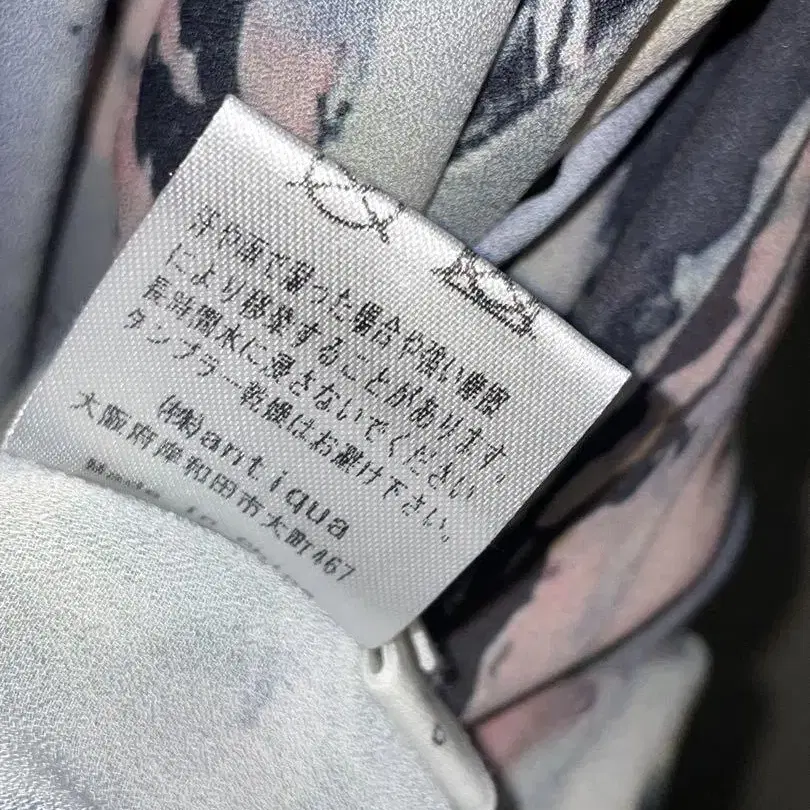 汗や雨で湿った場合や強い摩擦
により移染することがあります。
長時間水に浸さないでください
タンブラー乾燥はお避け下さい。
(株)antiqua
大阪府岸和田市大町467